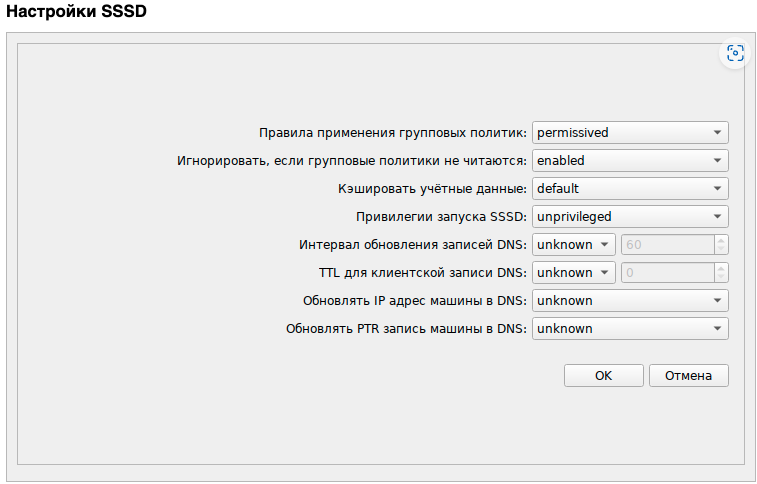 Настройки SSSD
Правила применения групповых политик: permissived
Игнорировать, если групповые политики не читаются: enabled
Кэшировать учётные данные: default
Привилегии запуска SSSD: unprivileged
Интервал обновления записей DNS: unknown 60
TTL для клиентской записи DNS: unknown 0
Обновлять IP адрес машины в DNS: unknown
Обновлять PTR запись машины в DNS: unknown
OK Отмена